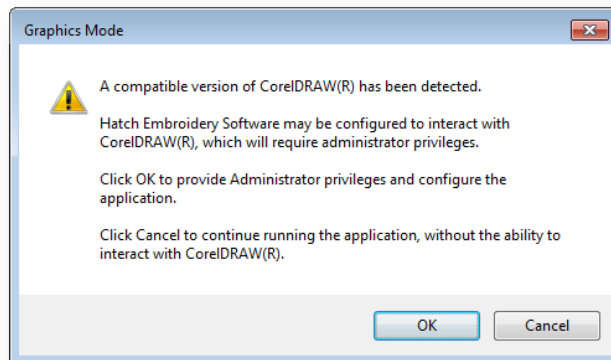 Graphics Mode
A compatible version of CorelDRAW(R) has been detected.
Hatch Embroidery Software may be configured to interact with
CorelDRAW(R), which will require administrator privileges.
Click OK to provide Administrator privileges and configure the
application.
Click Cancel to continue running the application, without the ability to
interact with CorelDRAW(R).
OK
Cancel